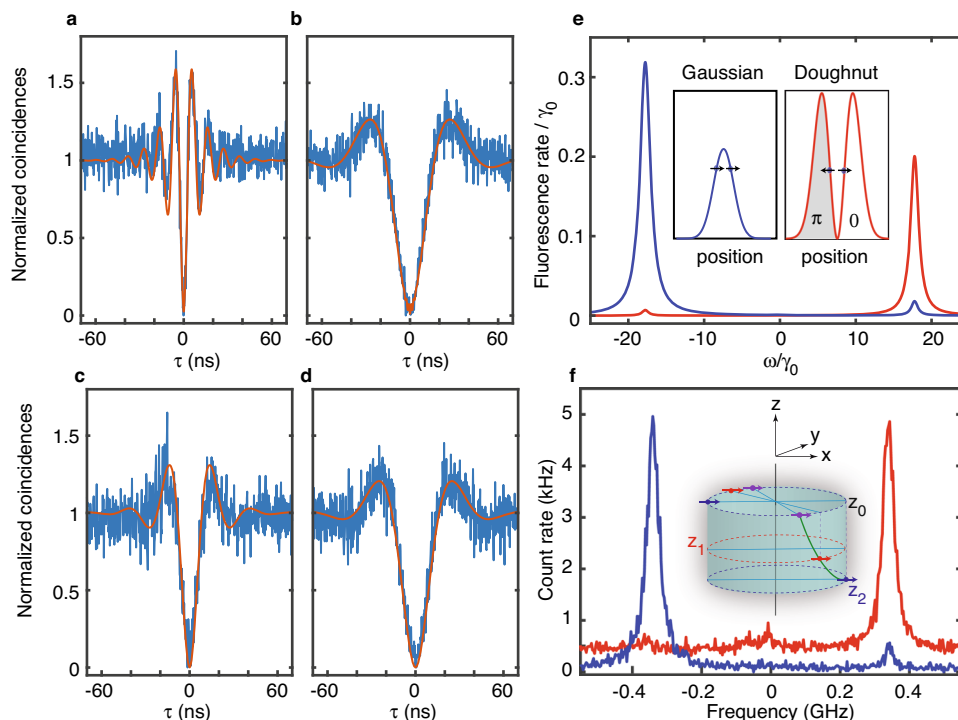 a
b
Normalized coincidences
1.5
1
0.5
0
-60
0
60
-60
0
60
τ (ns)
τ (ns)
c
d
Normalized coincidences
1.5
1
0.5
0
-60
0
60
-60
0
60
τ (ns)
τ (ns)
e
Fluorescence rate / γ0
0.3
0.2
0.1
0
Gaussian
Doughnut
π
0
position
position
-20
-10
0
10
20
ω/γ0
f
Count rate (kHz)
5
4
3
2
1
0
z
y
x
z0
z1
z2
-0.4
-0.2
0
0.2
0.4
Frequency (GHz)